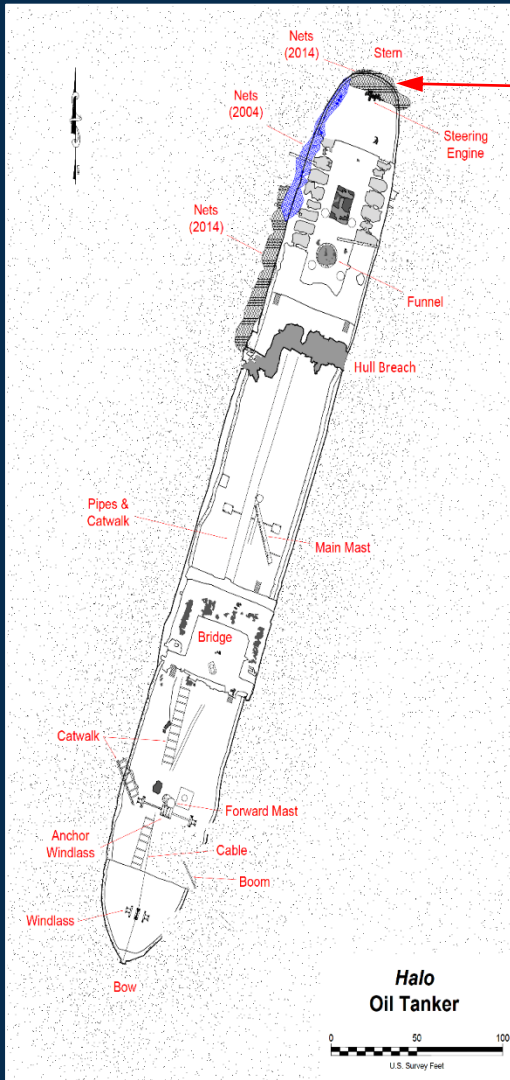 Nets
(2014)
Stern
Nets
(2004)
Steering
Engine
Nets
(2014)
Funnel
Hull Breach
Pipes &
Catwalk
Main Mast
Bridge
Catwalk
Forward Mast
Anchor
Windlass
Cable
Boom
Windlass
Bow
Halo
Oil Tanker
0 50 100
U.S. Survey Feet